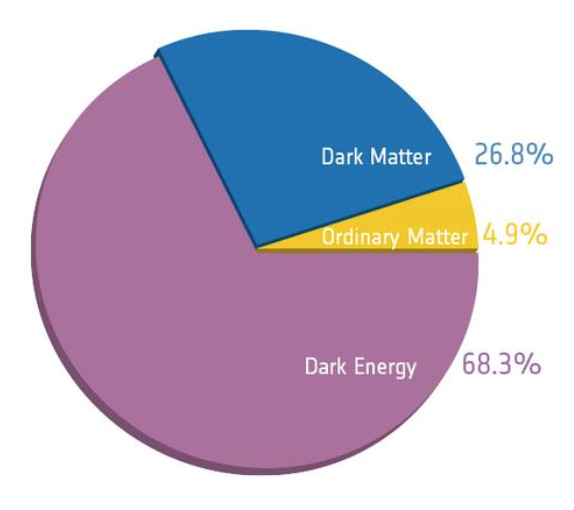 Dark Matter 26.8%
Ordinary Matter 4.9%
Dark Energy 68.3%